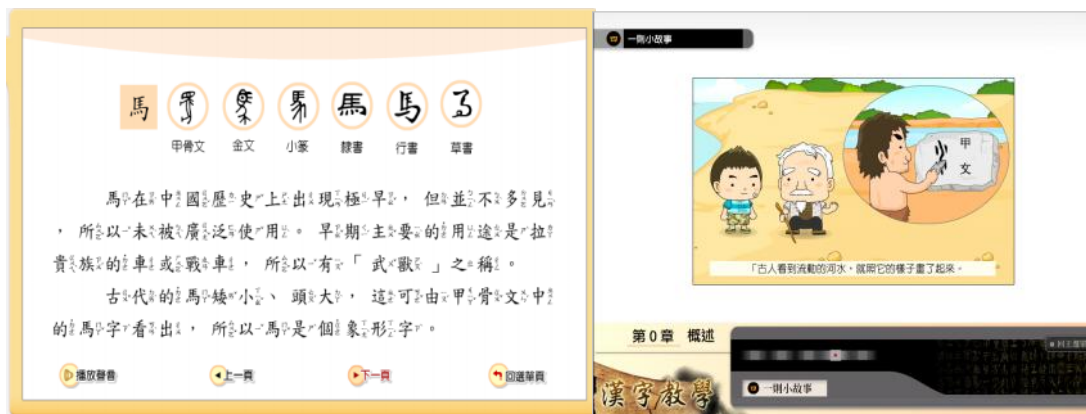 馬
甲骨文 金文 小篆 隸書 行書 草書
馬在中國歷史上出現極早，但並不多見
，所以未被廣泛使用。早期主要的用途是拉
貴族的車或戰車，所以有「武獸」之稱。
古代的馬矮小、頭大，這可由甲骨文中
的馬字看出，所以馬是個象形字。
播放聲音 上一頁 下一頁 回選單頁
一則小故事
甲
文
「古人看到流動的河水，就照它的樣子畫了起來。
第0章 概述
漢字教學
一則小故事